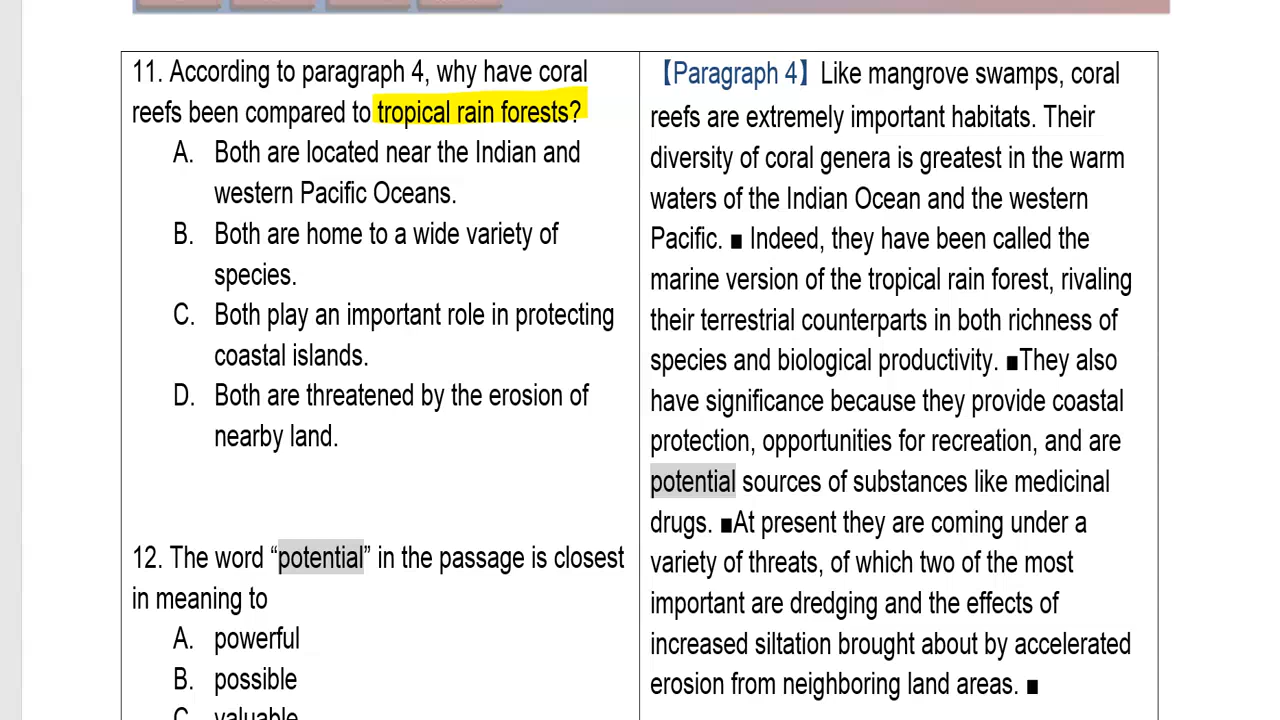 11. According to paragraph 4, why have coral
reefs been compared to tropical rain forests?
A. Both are located near the Indian and
western Pacific Oceans.
B. Both are home to a wide variety of
species.
C. Both play an important role in protecting
coastal islands.
D. Both are threatened by the erosion of
nearby land.
12. The word “potential” in the passage is closest
in meaning to
A. powerful
B. possible
C. valuable
【Paragraph 4】Like mangrove swamps, coral
reefs are extremely important habitats. Their
diversity of coral genera is greatest in the warm
waters of the Indian Ocean and the western
Pacific. ■ Indeed, they have been called the
marine version of the tropical rain forest, rivaling
their terrestrial counterparts in both richness of
species and biological productivity. ■They also
have significance because they provide coastal
protection, opportunities for recreation, and are
potential sources of substances like medicinal
drugs. ■At present they are coming under a
variety of threats, of which two of the most
important are dredging and the effects of
increased siltation brought about by accelerated
erosion from neighboring land areas. ■